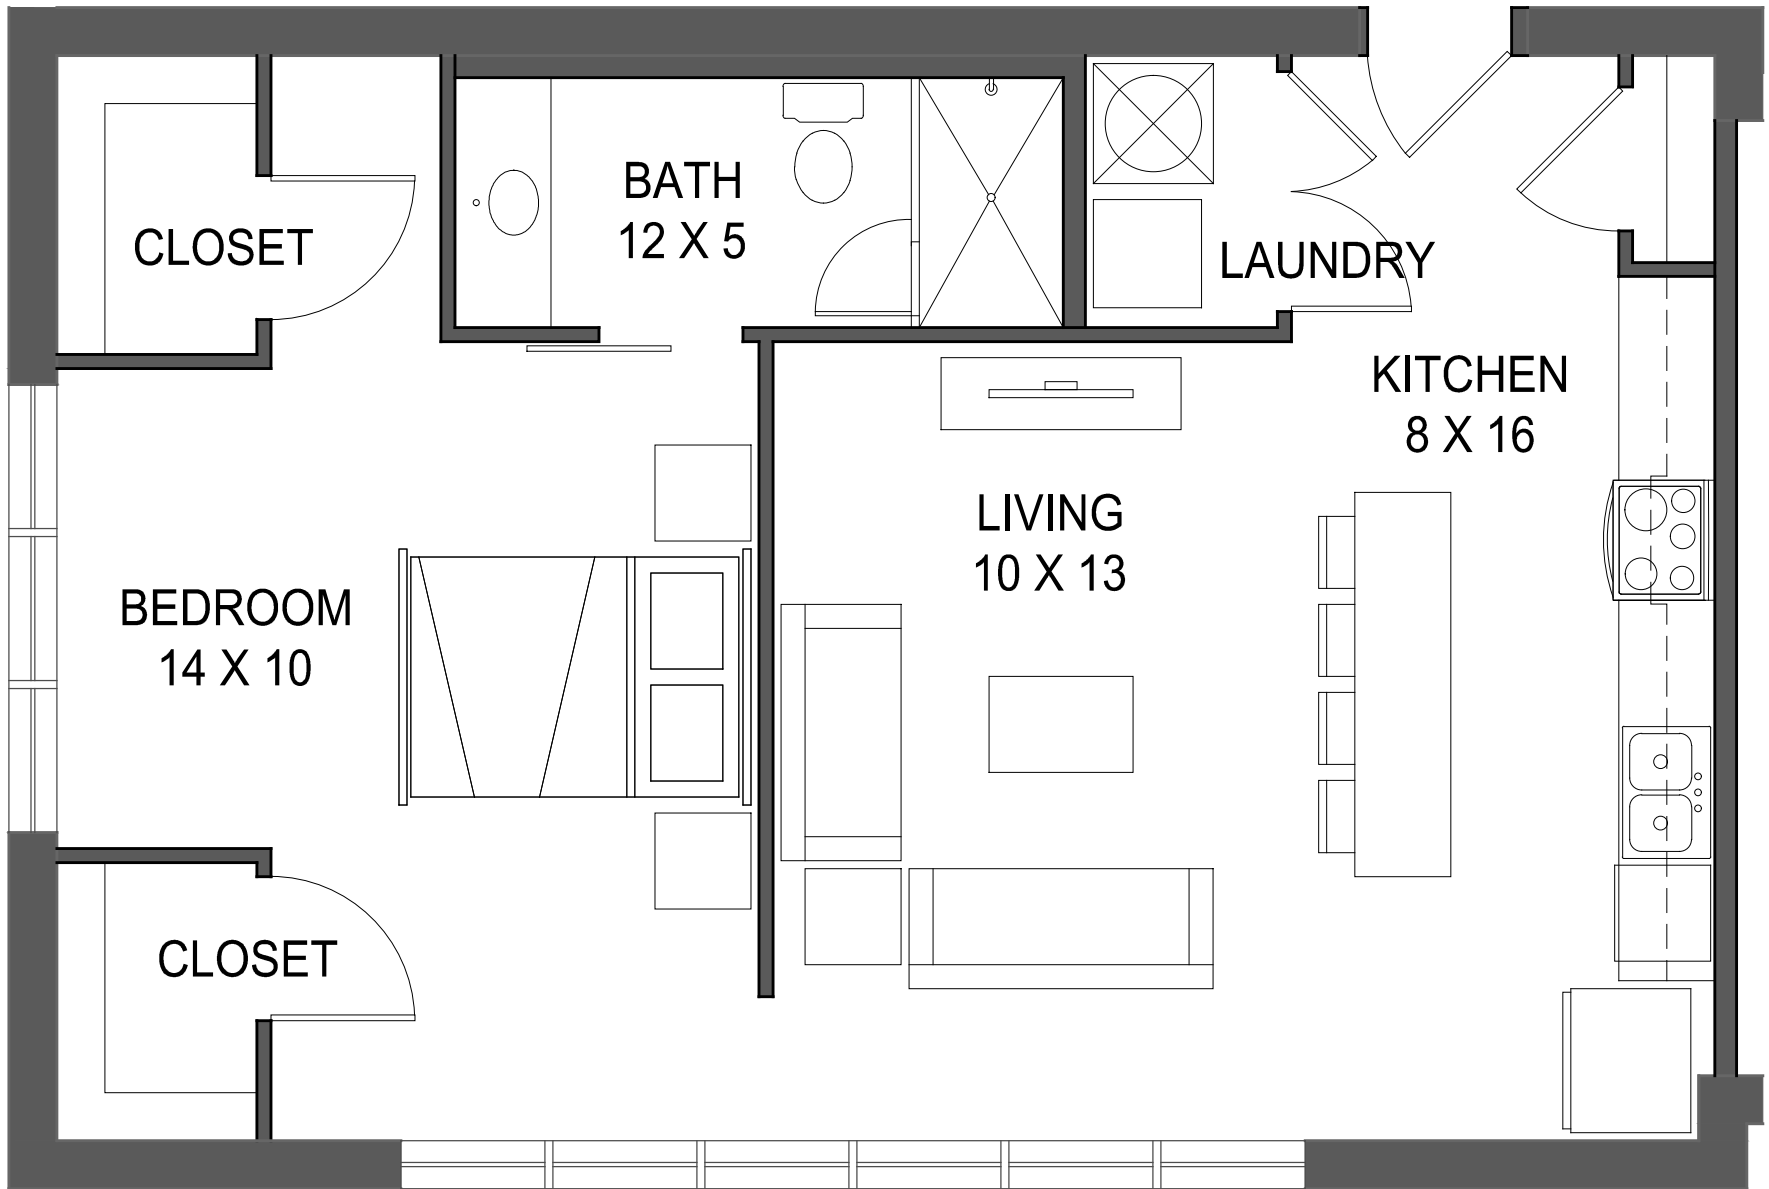 BATH
12 X 5
CLOSET
LAUNDRY
KITCHEN
8 X 16
LIVING
10 X 13
BEDROOM
14 X 10
CLOSET